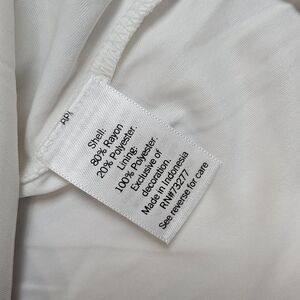 Shell:
80% Rayon
20% Polyester.
Lining:
100% Polyester.
Exclusive of
decoration.
Made in Indonesia
RN#73277
See reverse for care